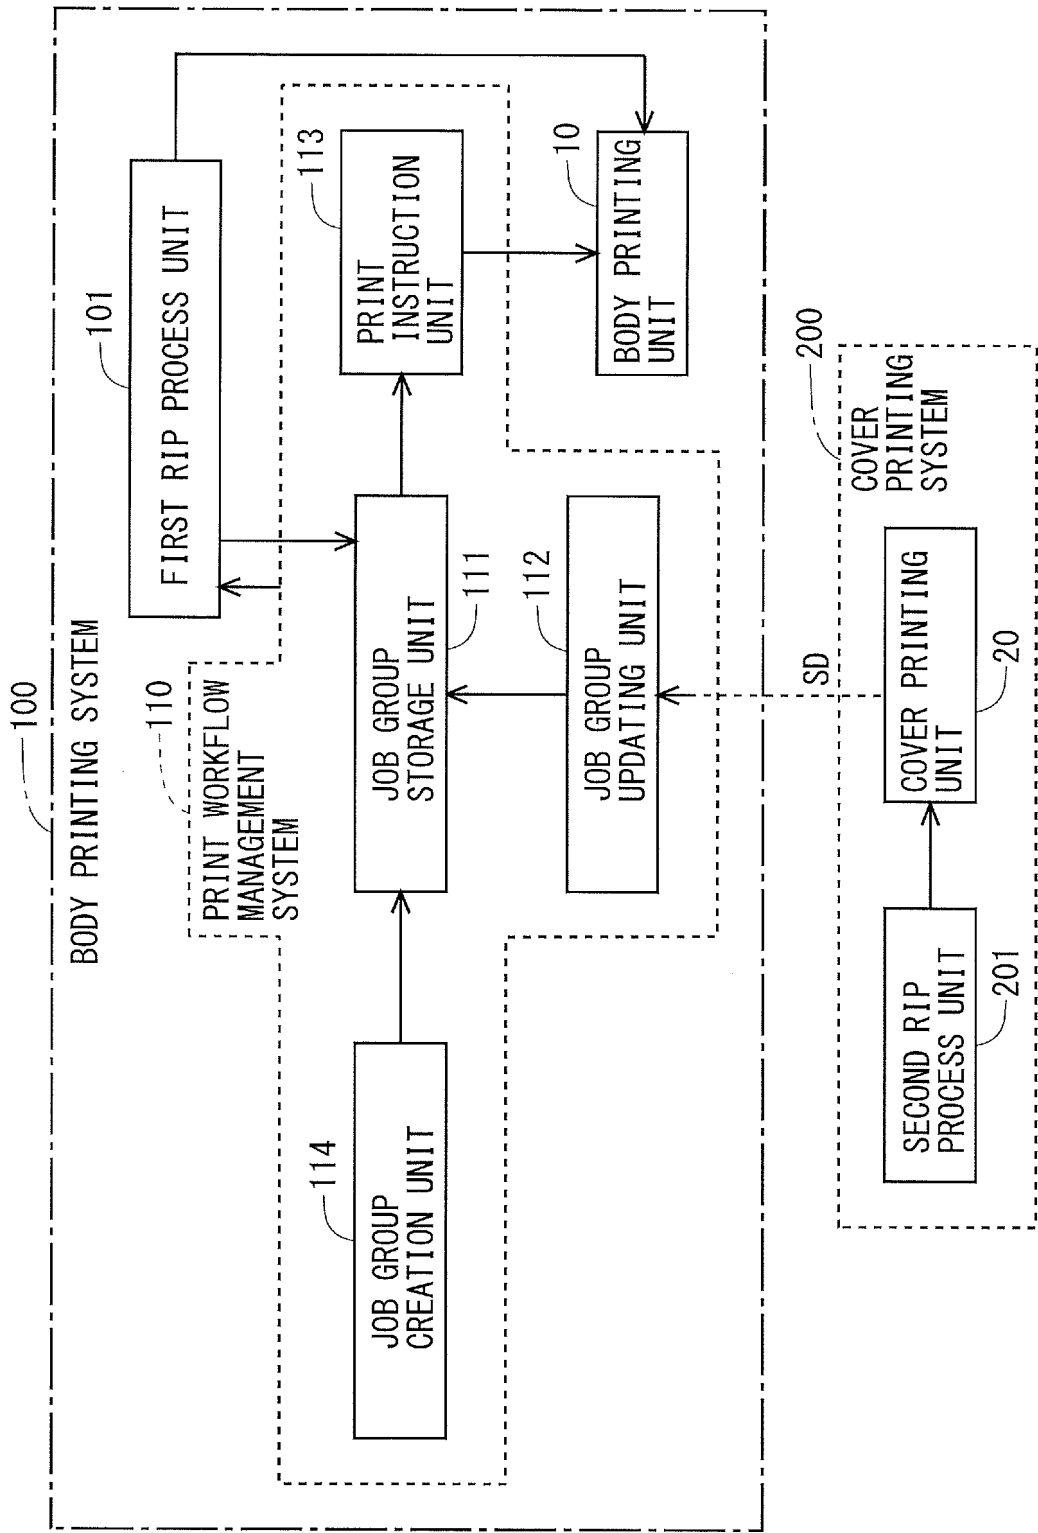 100
BODY PRINTING SYSTEM
101
FIRST RIP PROCESS UNIT
110
PRINT WORKFLOW
MANAGEMENT
SYSTEM
114
JOB GROUP
CREATION UNIT
JOB GROUP
STORAGE UNIT
111
113
PRINT
INSTRUCTION
UNIT
112
JOB GROUP
UPDATING UNIT
10
BODY PRINTING
UNIT
SD
200
COVER
PRINTING
SYSTEM
SECOND RIP
PROCESS UNIT
201
COVER PRINTING
UNIT
20